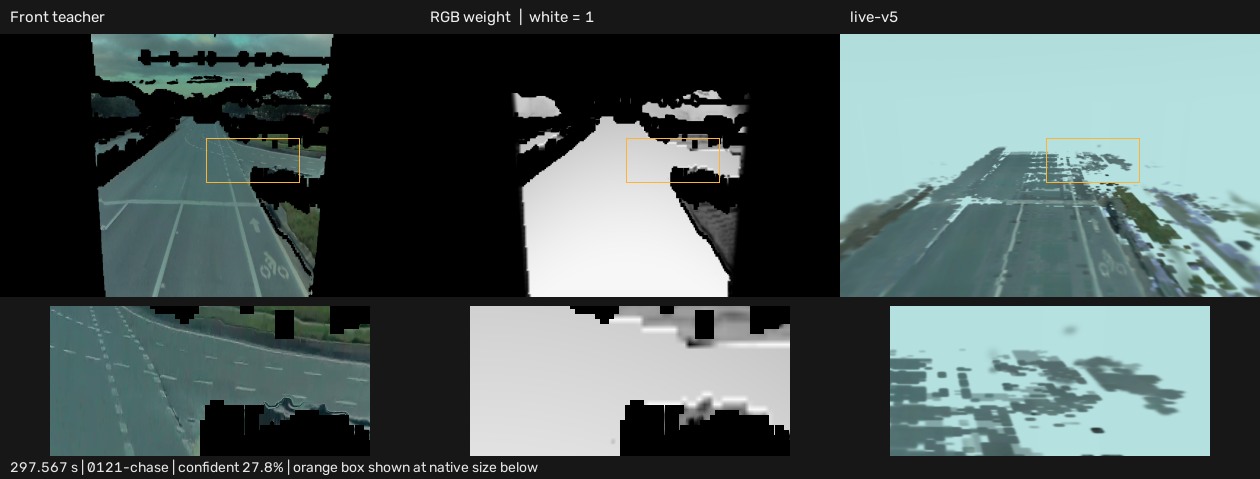 Front teacher
RGB weight | white = 1
live-v5
297.567 s | 0121-chase | confident 27.8% | orange box shown at native size below